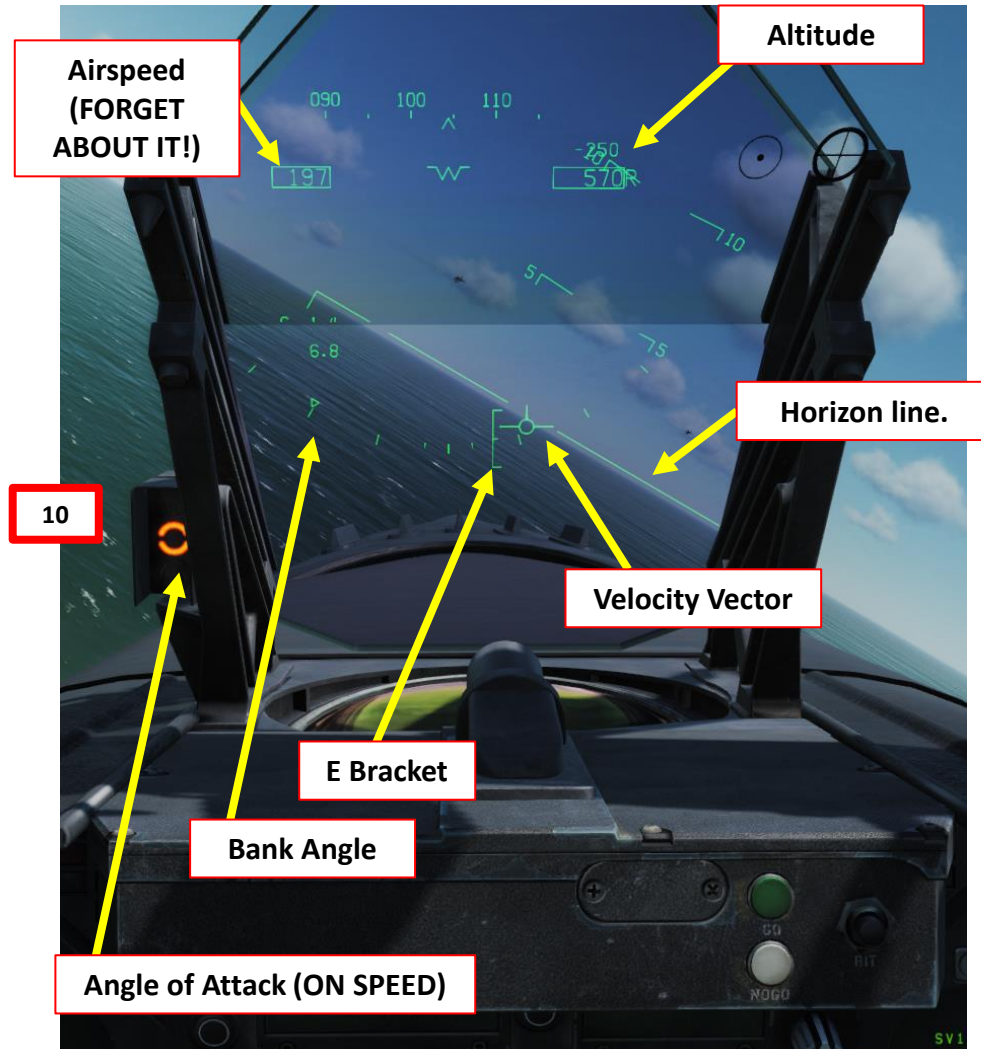 Airspeed
(FORGET
ABOUT IT!)
Altitude
090 100 110
-250
10
197
570R
10
5
6.8
5
Horizon line.
10
Velocity Vector
E Bracket
Bank Angle
GO
BIT
NOGO
Angle of Attack (ON SPEED)
SV1